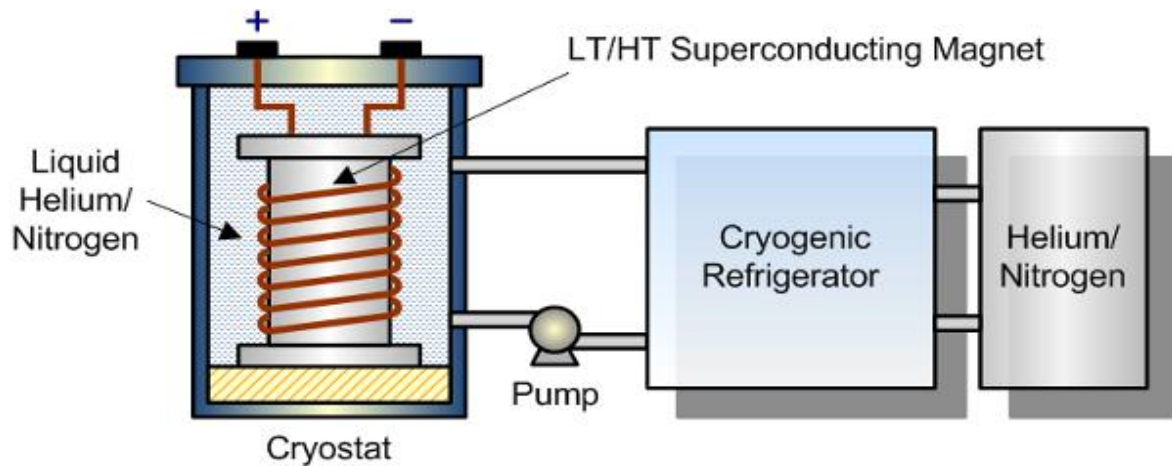 + −
LT/HT Superconducting Magnet
Liquid
Helium/
Nitrogen
Cryogenic
Refrigerator
Helium/
Nitrogen
Pump
Cryostat